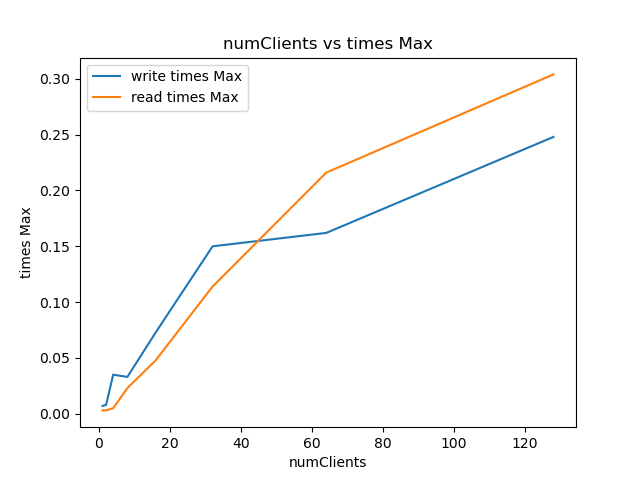 numClients vs times Max
write times Max
read times Max
0.30
0.25
0.20
0.15
0.10
0.05
0.00
times Max
0 20 40 60 80 100 120
numClients